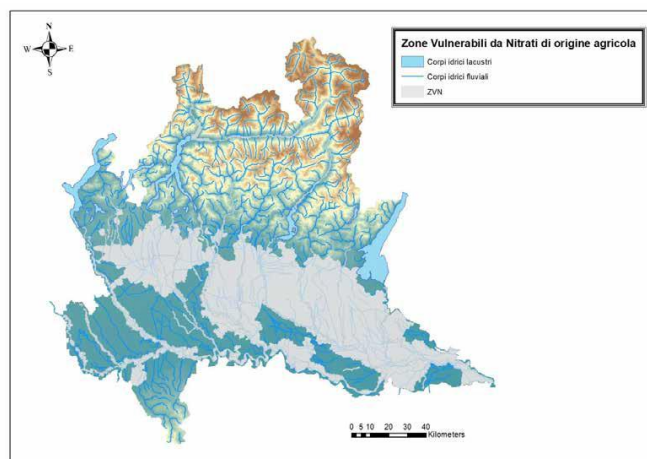 N
W E
S
Zone Vulnerabili da Nitrati di origine agricola
Corpi idrici lacustri
Corpi idrici fluviali
ZVN
0 5 10 20 30 40
Kilometers